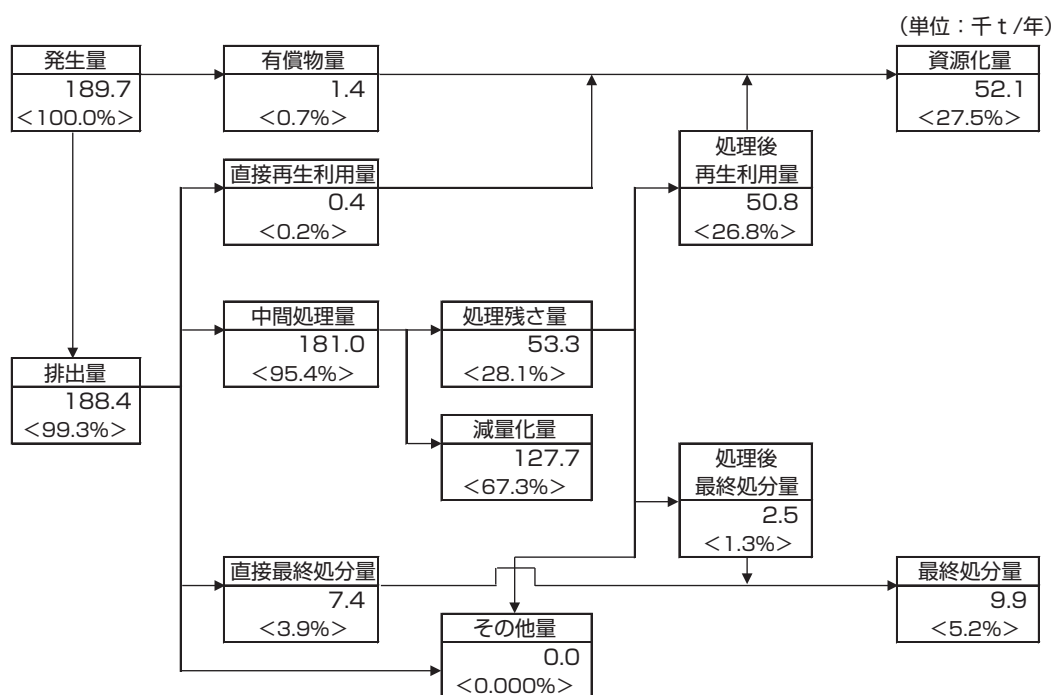 (単位：千ｔ/年)
発生量
189.7
<100.0%>
有償物量
1.4
<0.7%>
資源化量
52.1
<27.5%>
直接再生利用量
0.4
<0.2%>
処理後
再生利用量
50.8
<26.8%>
中間処理量
181.0
<95.4%>
処理残さ量
53.3
<28.1%>
排出量
188.4
<99.3%>
減量化量
127.7
<67.3%>
処理後
最終処分量
2.5
<1.3%>
直接最終処分量
7.4
<3.9%>
最終処分量
9.9
<5.2%>
その他量
0.0
<0.000%>